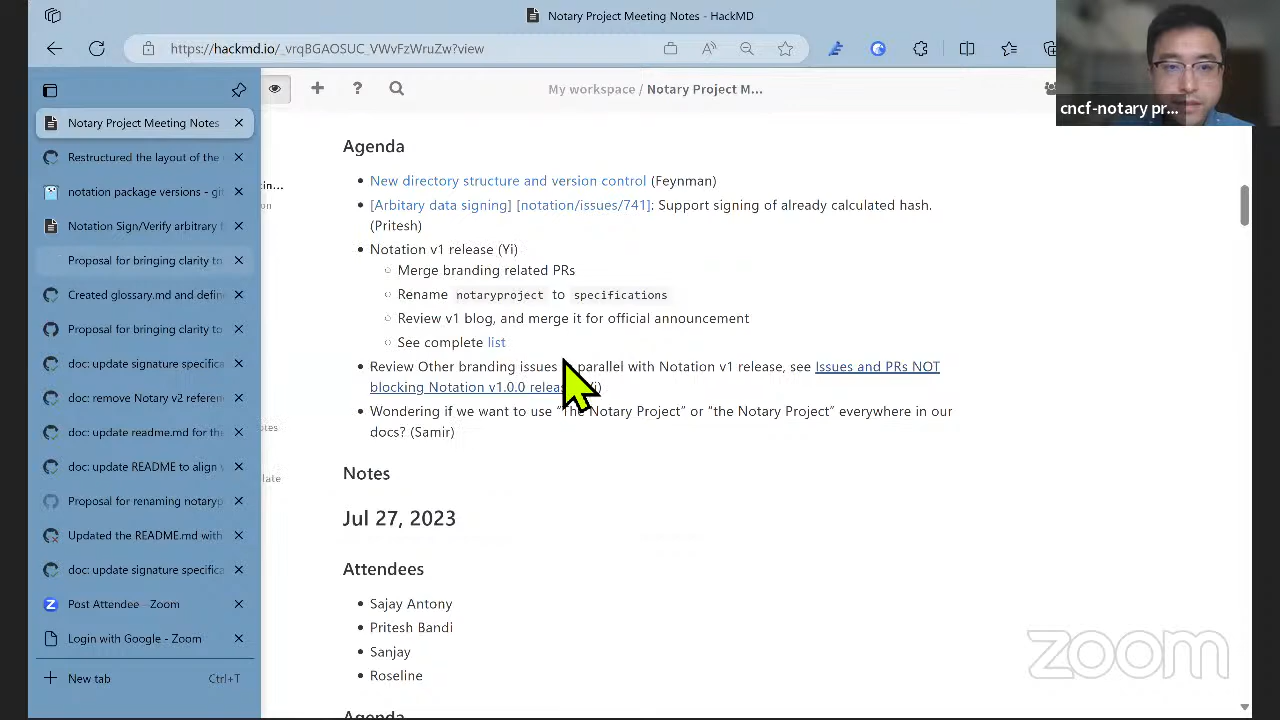 Notary Project Meeting Notes - HackMD
https://hackmd.io/_vrqBGAOSUC_VWvFzWruZw?view
cncf-notary pr...
My workspace / Notary Project M...
Notary Project Meeting Notes
Restructured the layout of the
notation package versions - git
Notation Sign/Verify arbitrary
Proposal for bringing clarity to
Created glossary.md and define
Proposal for bringing clarity to
doc: update signature specifica
doc: remove Notary v2 referen
doc: update readme.md for the
doc: update README to align
Proposal for renaming notaryp
Updated the README.md with
doc: update signature specifica
Post Attendee - Zoom
Login with Google - Zoom
New tab Ctrl+T
Agenda
New directory structure and version control (Feynman)
[Arbitary data signing] [notation/issues/741]: Support signing of already calculated hash.
(Pritesh)
Notation v1 release (Yi)
Merge branding related PRs
Rename notaryproject to specifications
Review v1 blog, and merge it for official announcement
See complete list
Review Other branding issues parallel with Notation v1 release, see Issues and PRs NOT
blocking Notation v1.0.0 relea
Wondering if we want to use “The Notary Project” or “the Notary Project” everywhere in our
docs? (Samir)
Notes
Jul 27, 2023
Attendees
Sajay Antony
Pritesh Bandi
Sanjay
Roseline
Agenda
zoom